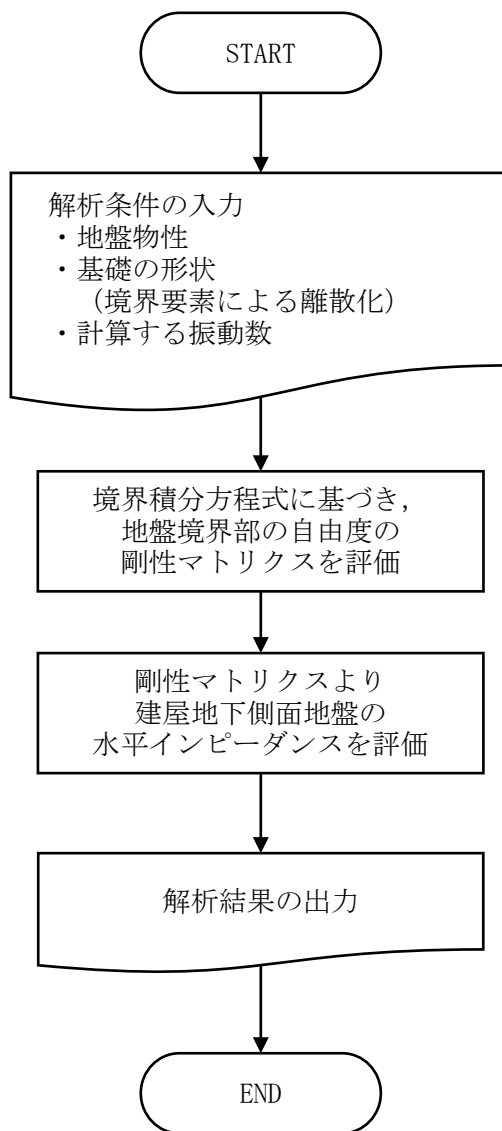 START
解析条件の入力
・地盤物性
・基礎の形状
（境界要素による離散化）
・計算する振動数
境界積分方程式に基づき，
地盤境界部の自由度の
剛性マトリクスを評価
剛性マトリクスより
建屋地下側面地盤の
水平インピーダンスを評価
解析結果の出力
END